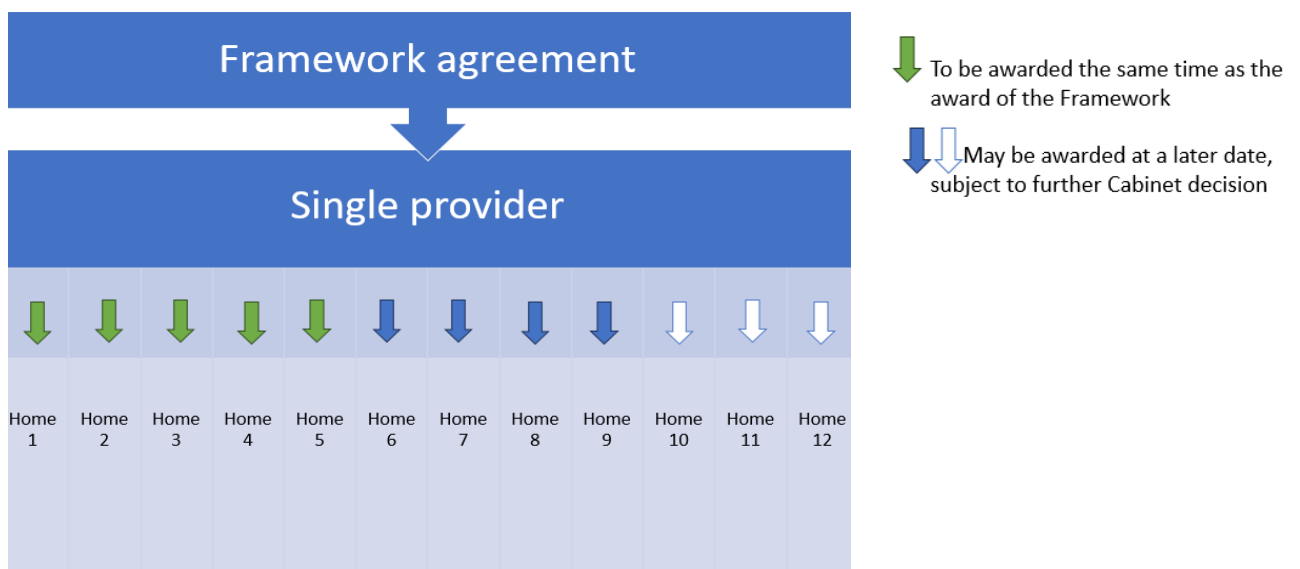 Framework agreement
Single provider
Home 1
Home 2
Home 3
Home 4
Home 5
Home 6
Home 7
Home 8
Home 9
Home 10
Home 11
Home 12
To be awarded the same time as the
award of the Framework
May be awarded at a later date,
subject to further Cabinet decision